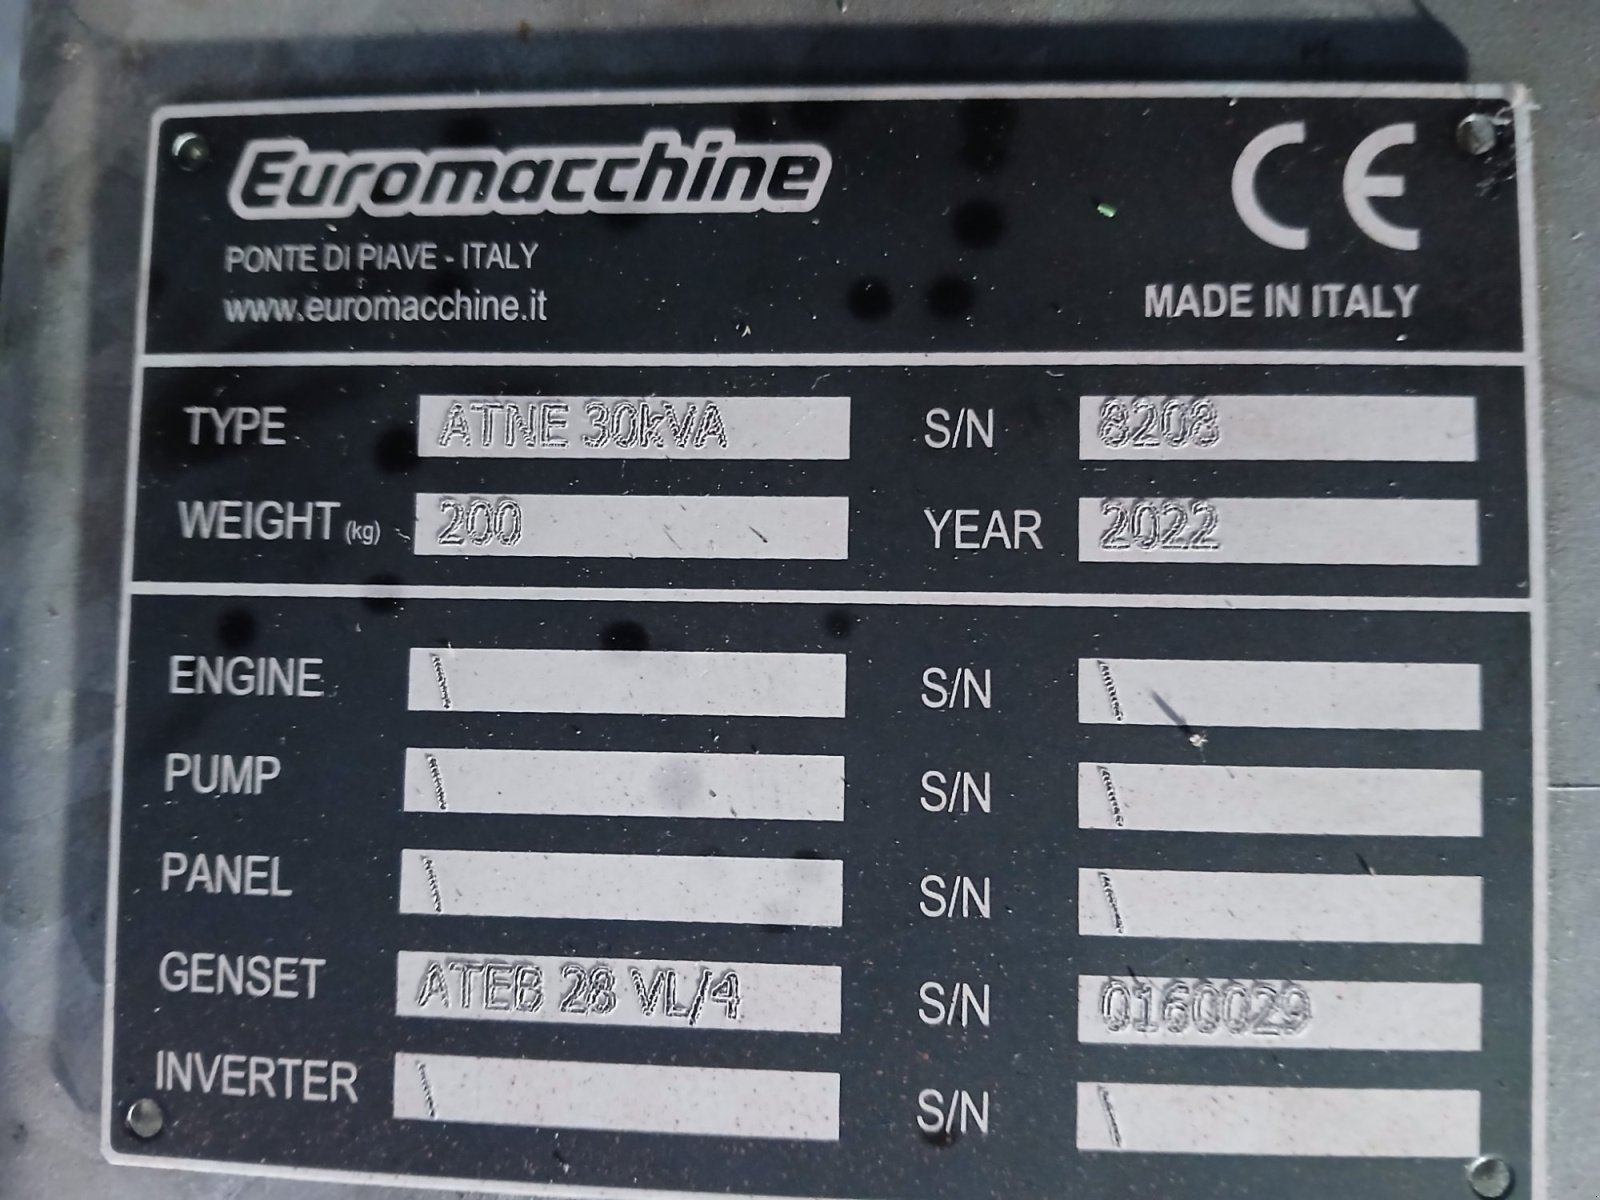 Euromacchine
PONTE DI PIAVE - ITALY
www.euromacchine.it
CE
MADE IN ITALY
TYPE ATNE 30kVA S/N 8208
WEIGHT (kg) 200 YEAR 2022
ENGINE \ S/N \
PUMP \ S/N \
PANEL \ S/N \
GENSET ATEB 28 VL/4 S/N 0160029
INVERTER \ S/N \